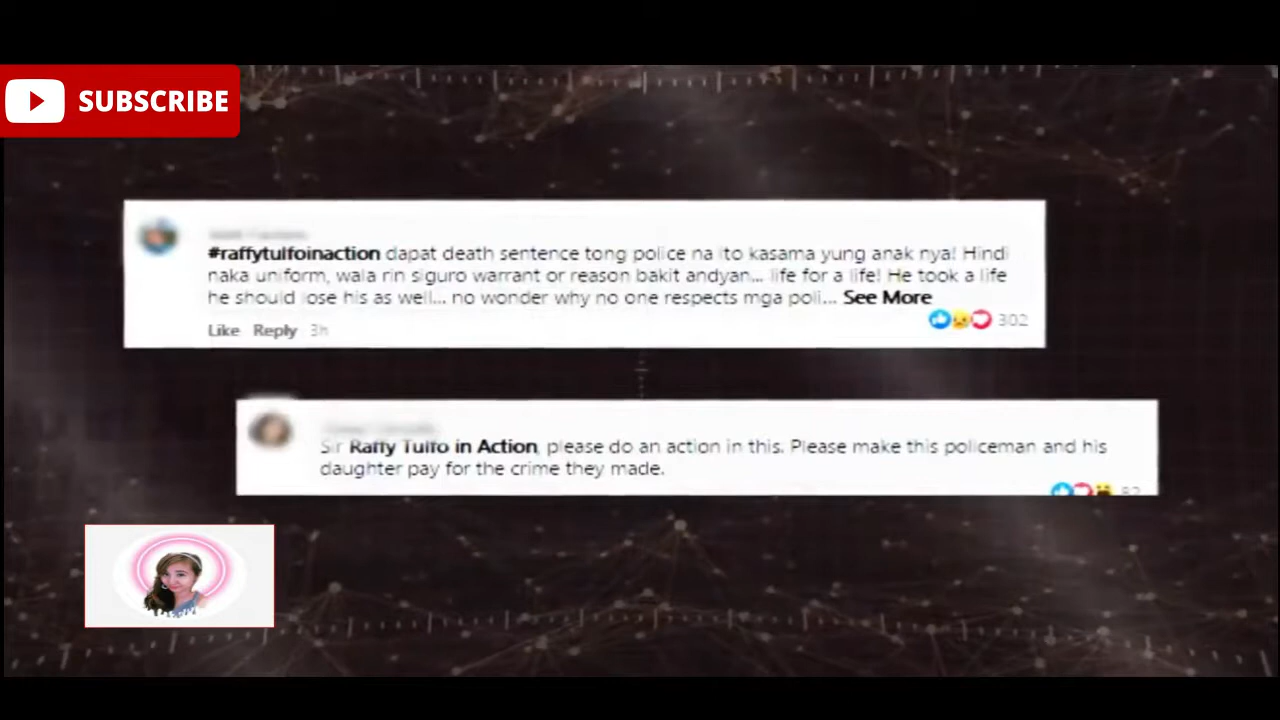 SUBSCRIBE
#raffytulfoinaction dapat death sentence tong police na ito kasama yung anak nya! Hindi
naka uniform, wala rin siguro warrant or reason bakit andyan... life for a life! He took a life
he should lose his as well... no wonder why no one respects mga poli... See More
302
Like Reply 3h
Sir Raffy Tulfo in Action, please do an action in this. Please make this policeman and his
daughter pay for the crime they made.
82